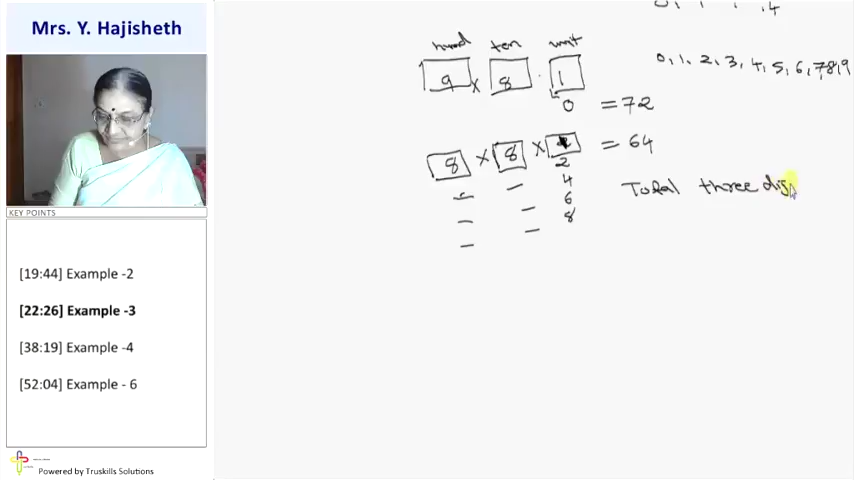 Mrs. Y. Hajisheth
KEY POINTS
[19:44] Example -2
[22:26] Example -3
[38:19] Example -4
[52:04] Example - 6
Powered by Truskills Solutions
0, 1
hund ten unit
9 x 8 . 1
0 = 72
0, 1, 2, 3, 4, 5, 6, 7, 8, 9
8 x 8 x
2
= 64
4
6
8
Total three dig